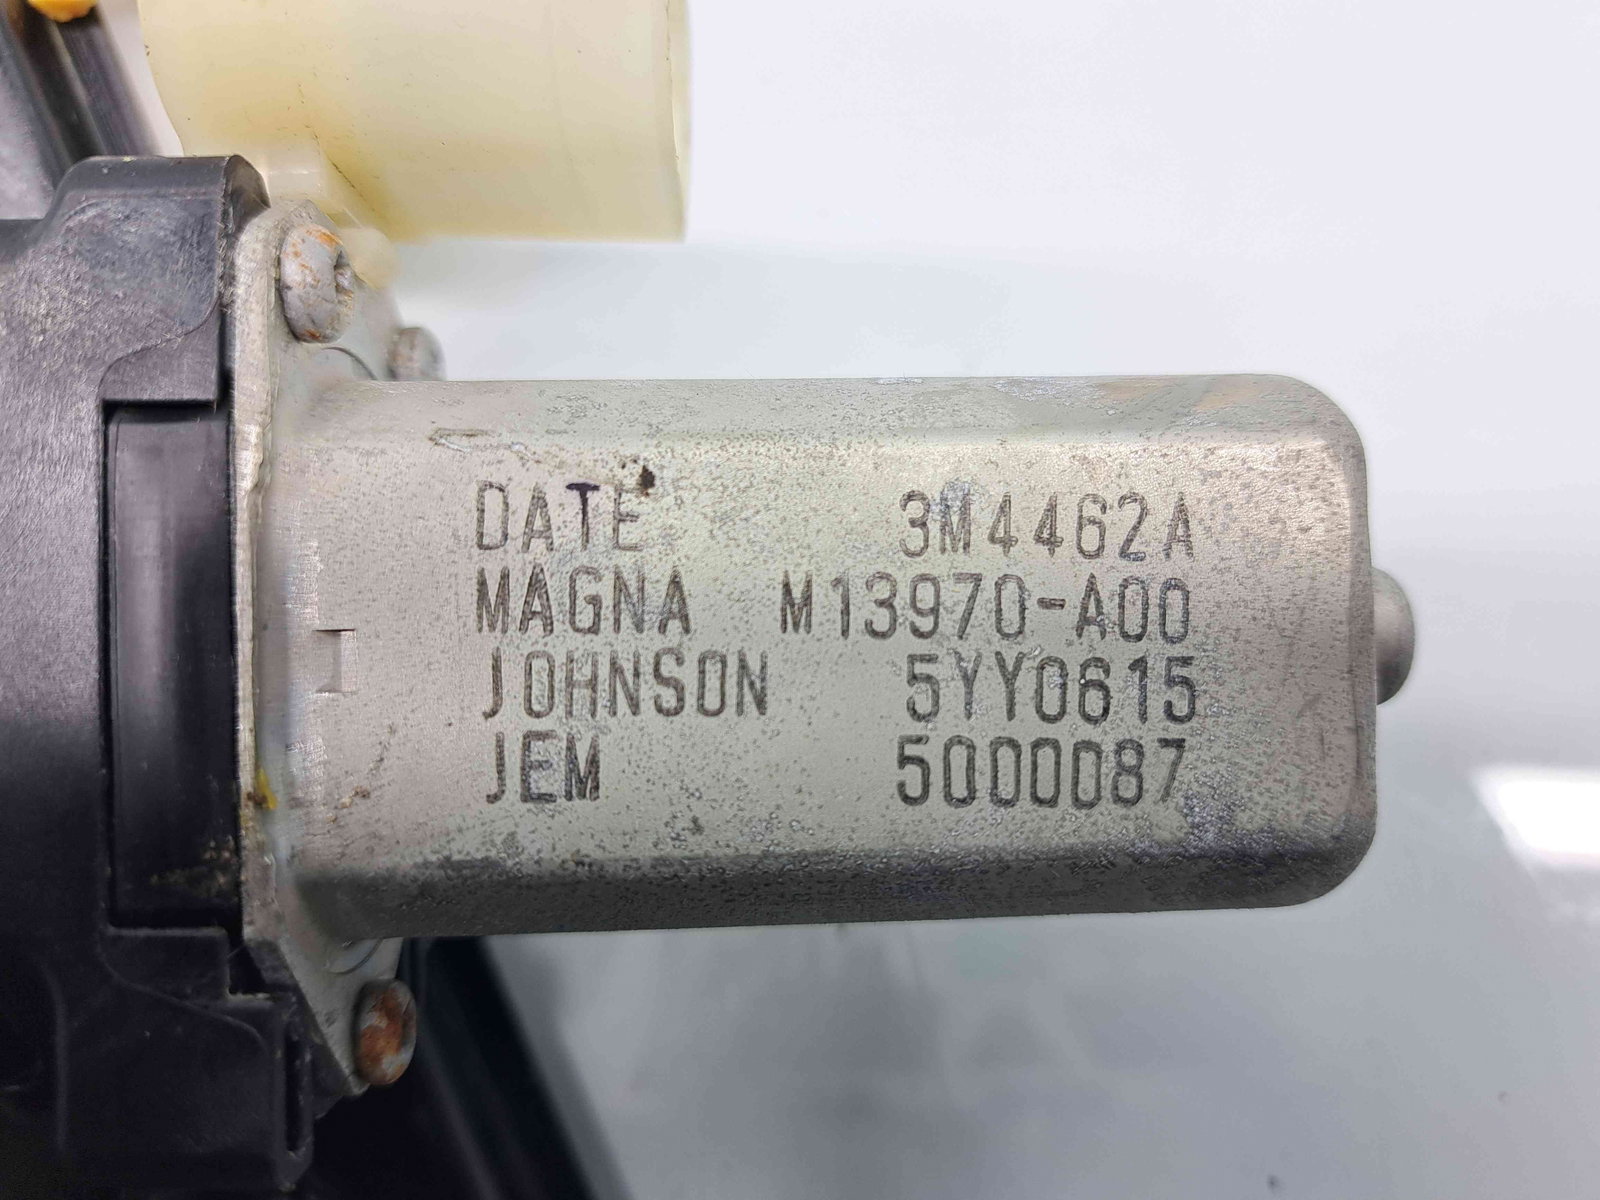 DATE 3M4462A
MAGNA M13970-A00
JOHNSON 5YY0615
JEM 5000087